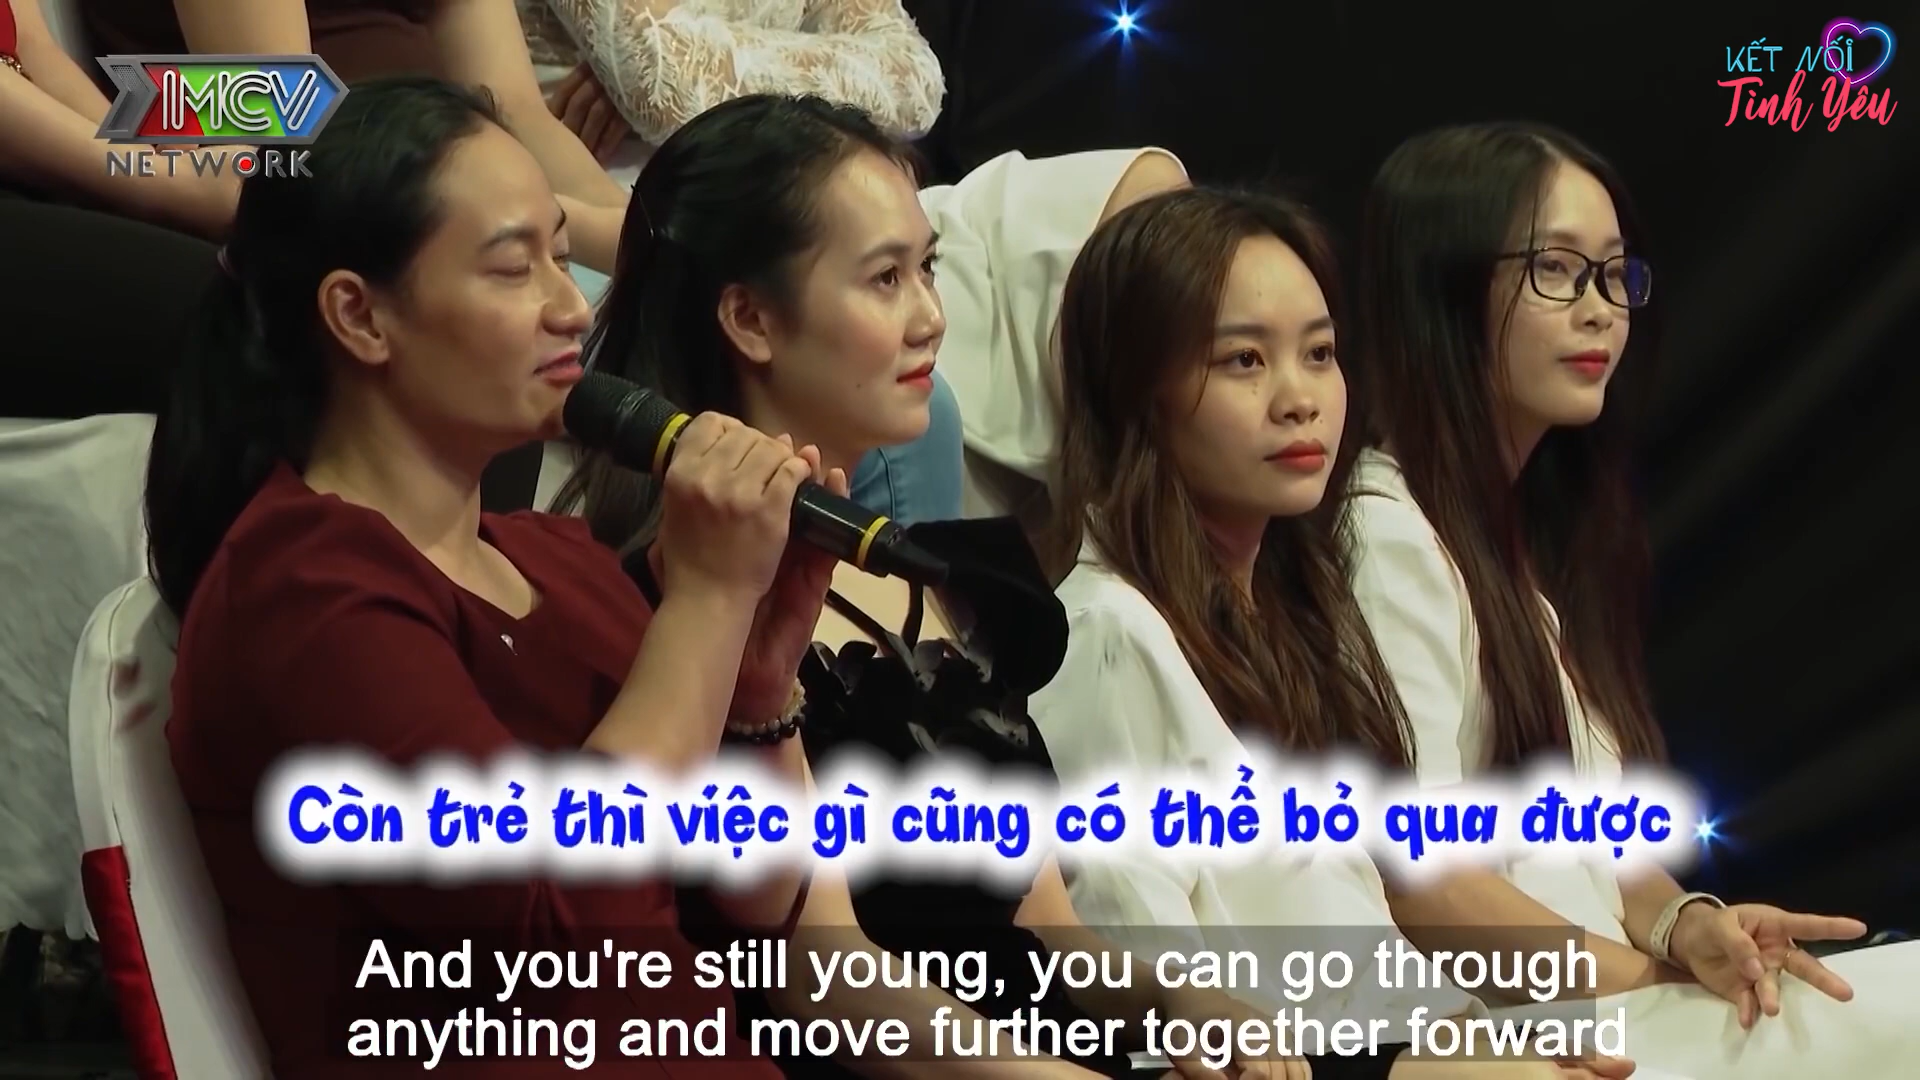 MCV
NETWORK
KẾT NỐI
Tình Yêu
Còn trẻ thì việc gì cũng có thể bỏ qua được
And you're still young, you can go through
anything and move further together forward